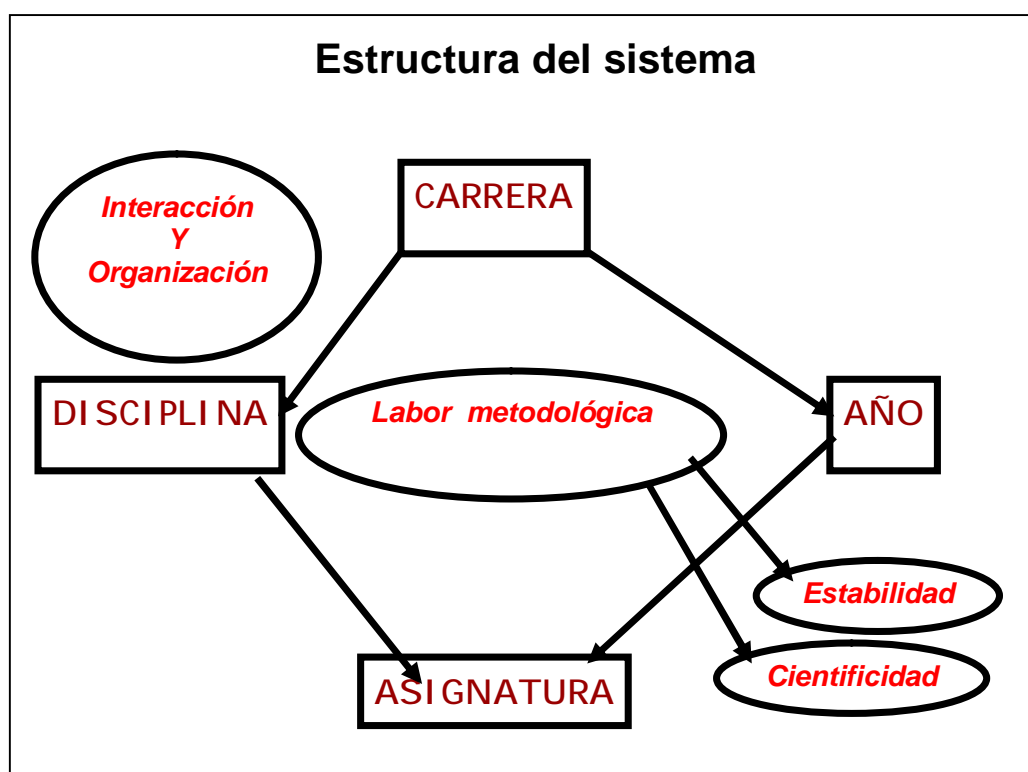 Estructura del sistema
CARRERA
Interacción
Y
Organización
DISCIPLINA
Labor metodológica
AÑO
Estabilidad
Cientificidad
ASIGNATURA